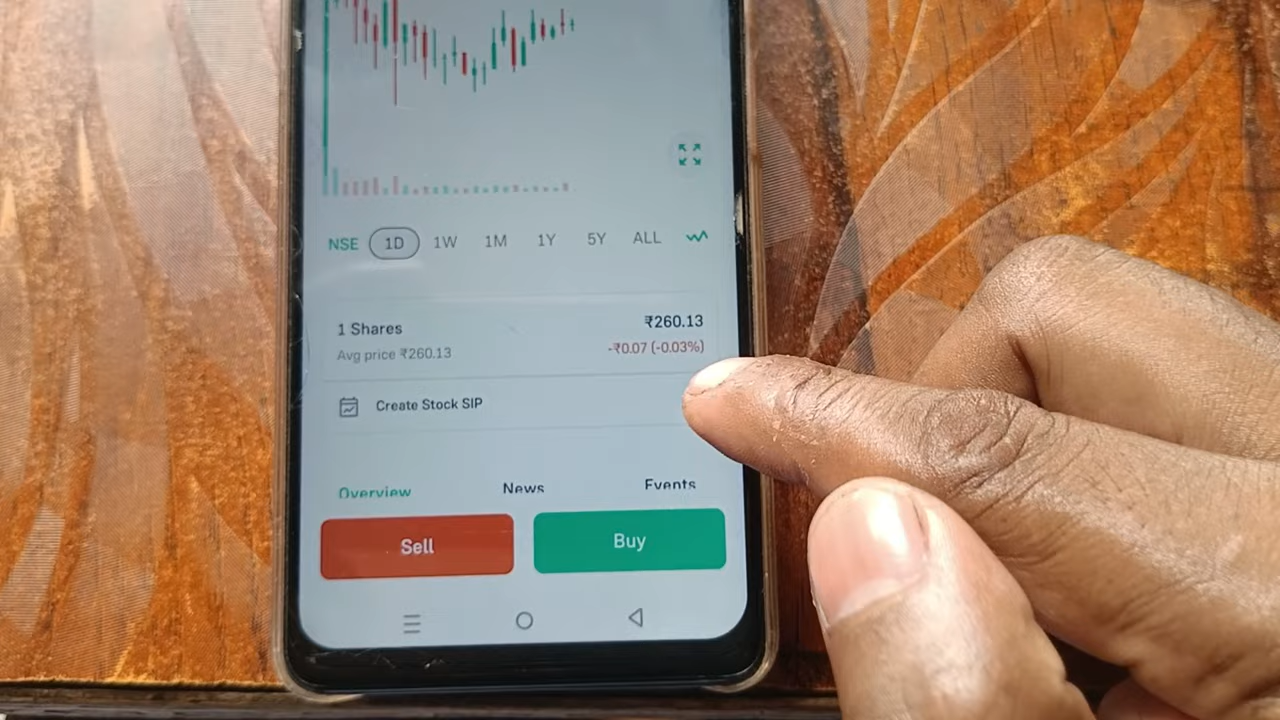 NSE 1D 1W 1M 1Y 5Y ALL
1 Shares ₹260.13
Avg price ₹260.13 -₹0.07 (-0.03%)
Create Stock SIP
Overview News Events
Sell Buy